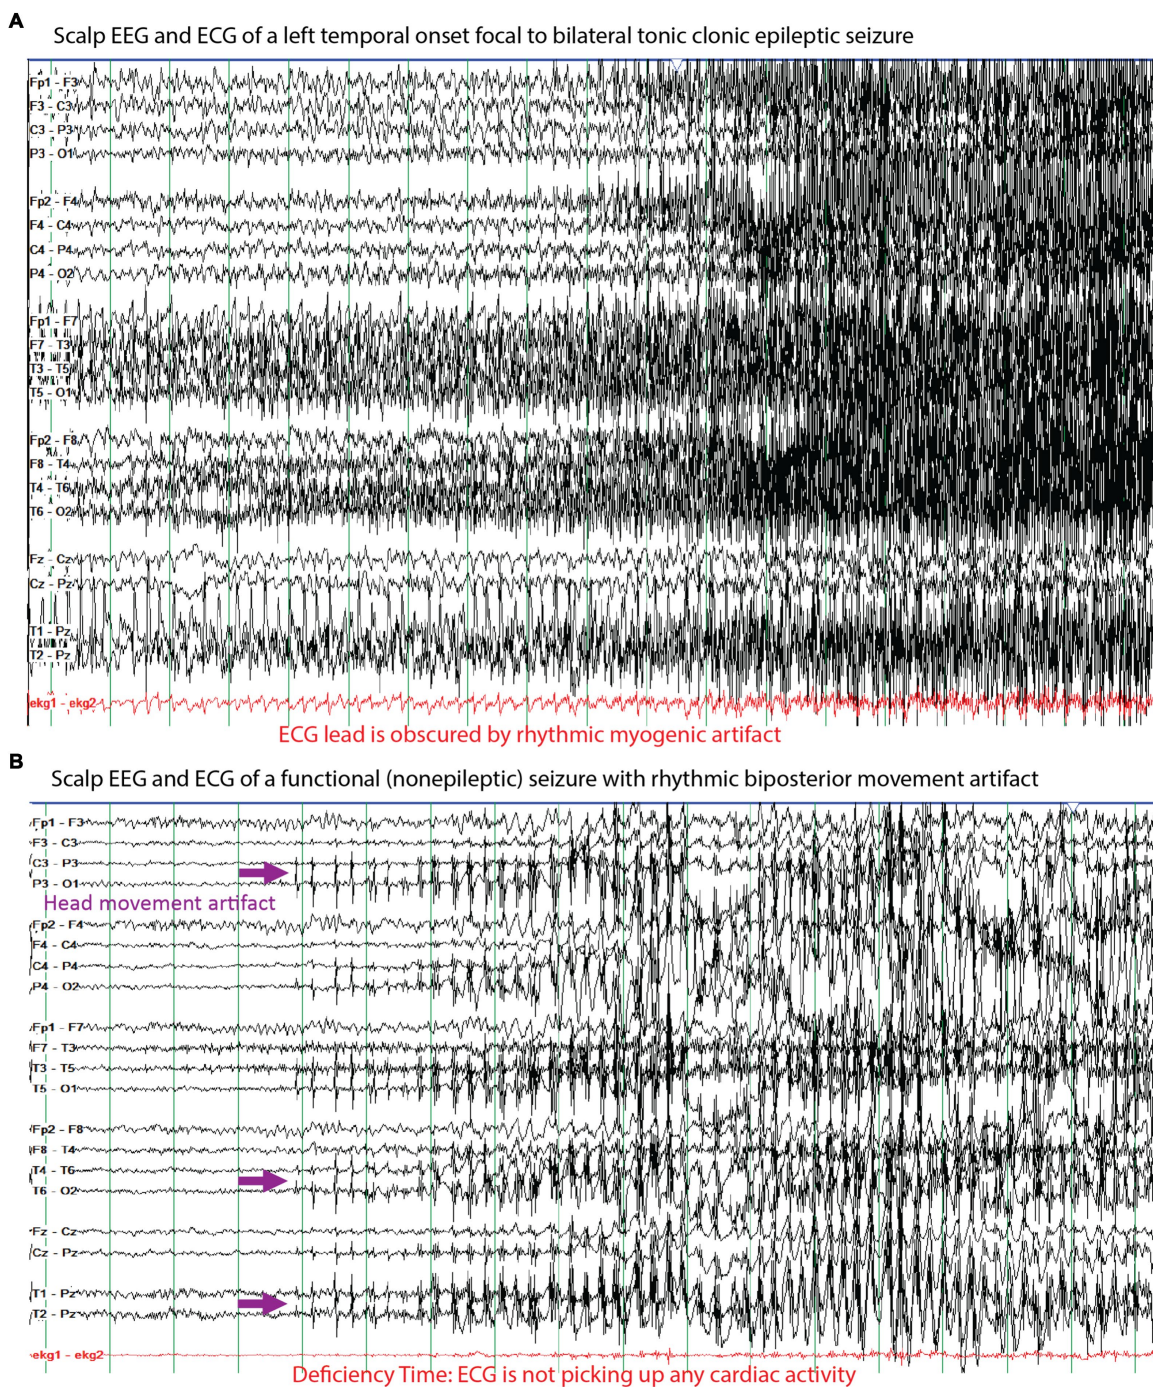 A
Scalp EEG and ECG of a left temporal onset focal to bilateral tonic clonic epileptic seizure
Fp1 - F3
F3 - C3
C3 - P3
P3 - O1
Fp2 - F4
F4 - C4
C4 - P4
P4 - O2
Fp1 - F7
F7 - T3
T3 - T5
T5 - O1
Fp2 - F8
F8 - T4
T4 - T6
T6 - O2
Fz - Cz
Cz - Pz
T1 - Pz
T2 - Pz
ekg1 - ekg2
ECG lead is obscured by rhythmic myogenic artifact
B
Scalp EEG and ECG of a functional (nonepileptic) seizure with rhythmic biposterior movement artifact
Fp1 - F3
F3 - C3
C3 - P3
P3 - O1
Head movement artifact
Fp2 - F4
F4 - C4
C4 - P4
P4 - O2
Fp1 - F7
F7 - T3
T3 - T5
T5 - O1
Fp2 - F8
F8 - T4
T4 - T6
T6 - O2
Fz - Cz
Cz - Pz
T1 - Pz
T2 - Pz
ekg1 - ekg2
Deficiency Time: ECG is not picking up any cardiac activity